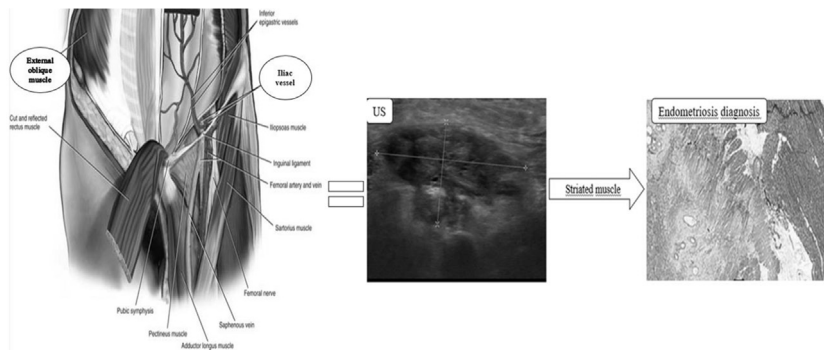 Inferior
epigastric vessels
External
oblique
muscle
Iliac
vessel
Cut and reflected
rectus muscle
Iliopsoas muscle
Inguinal ligament
Femoral artery and vein
Sartorius muscle
Femoral nerve
Pubic symphysis
Saphenous vein
Pectineus muscle
Adductor longus muscle
US
Striated muscle
Endometriosis diagnosis